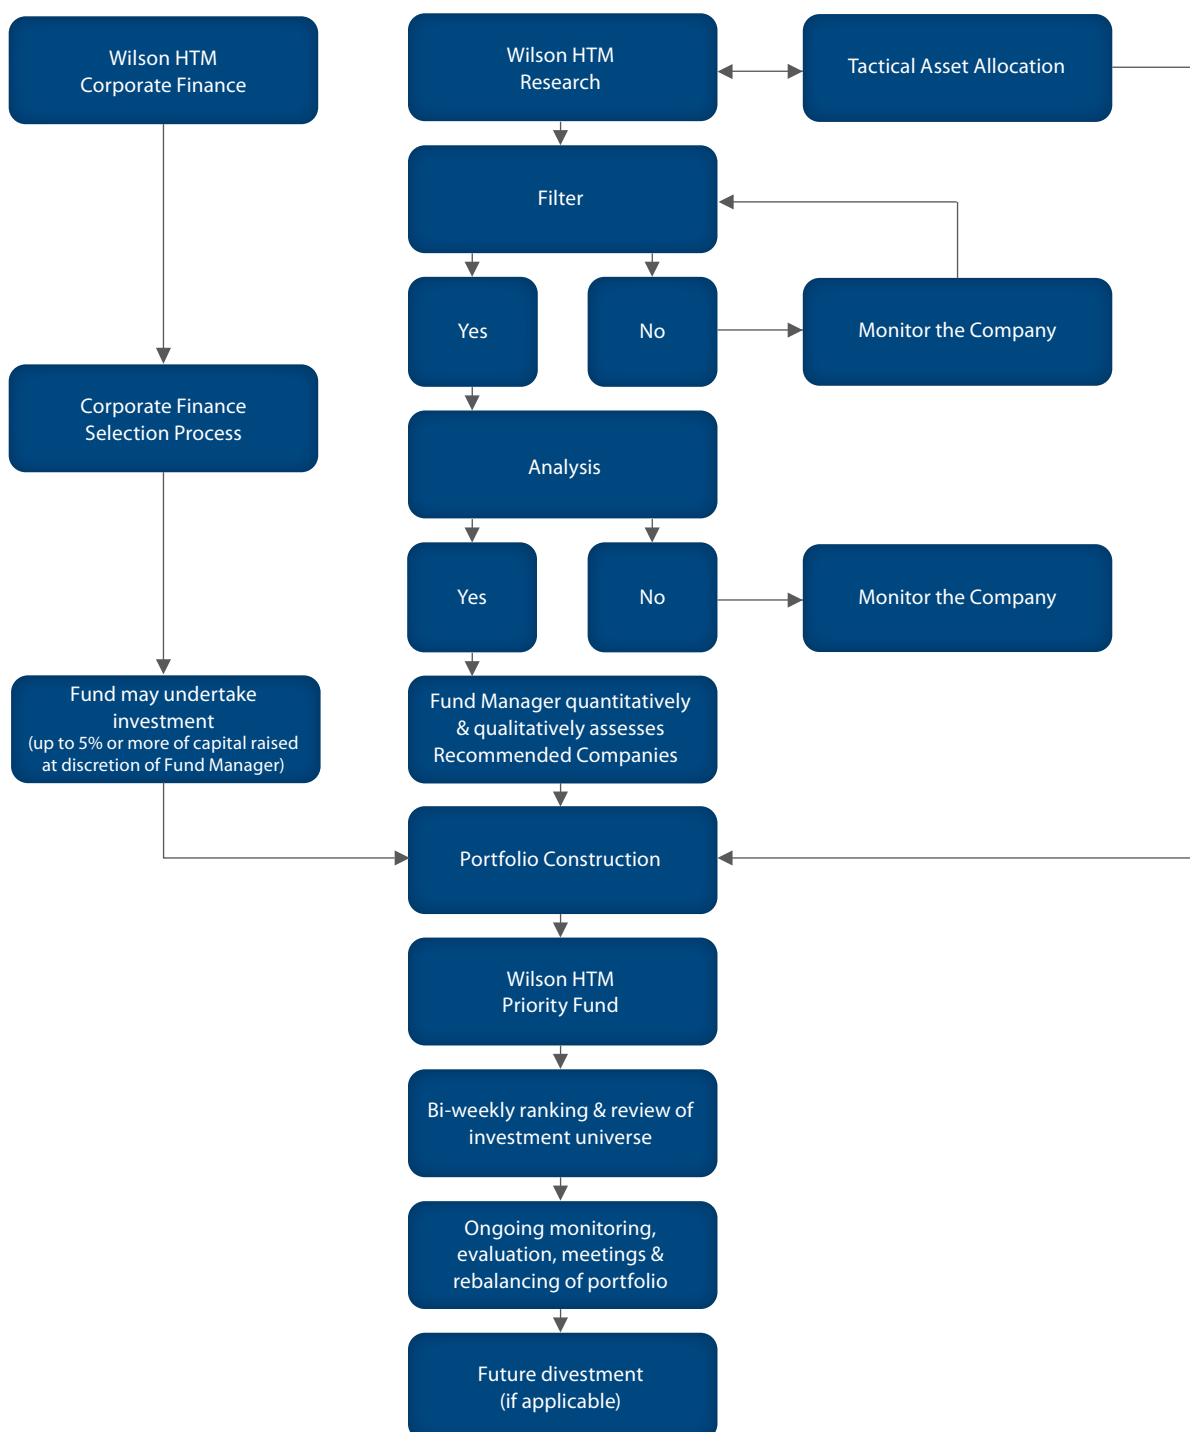 Wilson HTM
Corporate Finance
Wilson HTM
Research
Tactical Asset Allocation
Filter
Yes
No
Monitor the Company
Corporate Finance
Selection Process
Analysis
Yes
No
Monitor the Company
Fund may undertake
investment
(up to 5% or more of capital raised
at discretion of Fund Manager)
Fund Manager quantitatively
& qualitatively assesses
Recommended Companies
Portfolio Construction
Wilson HTM
Priority Fund
Bi-weekly ranking & review of
investment universe
Ongoing monitoring,
evaluation, meetings &
rebalancing of portfolio
Future divestment
(if applicable)